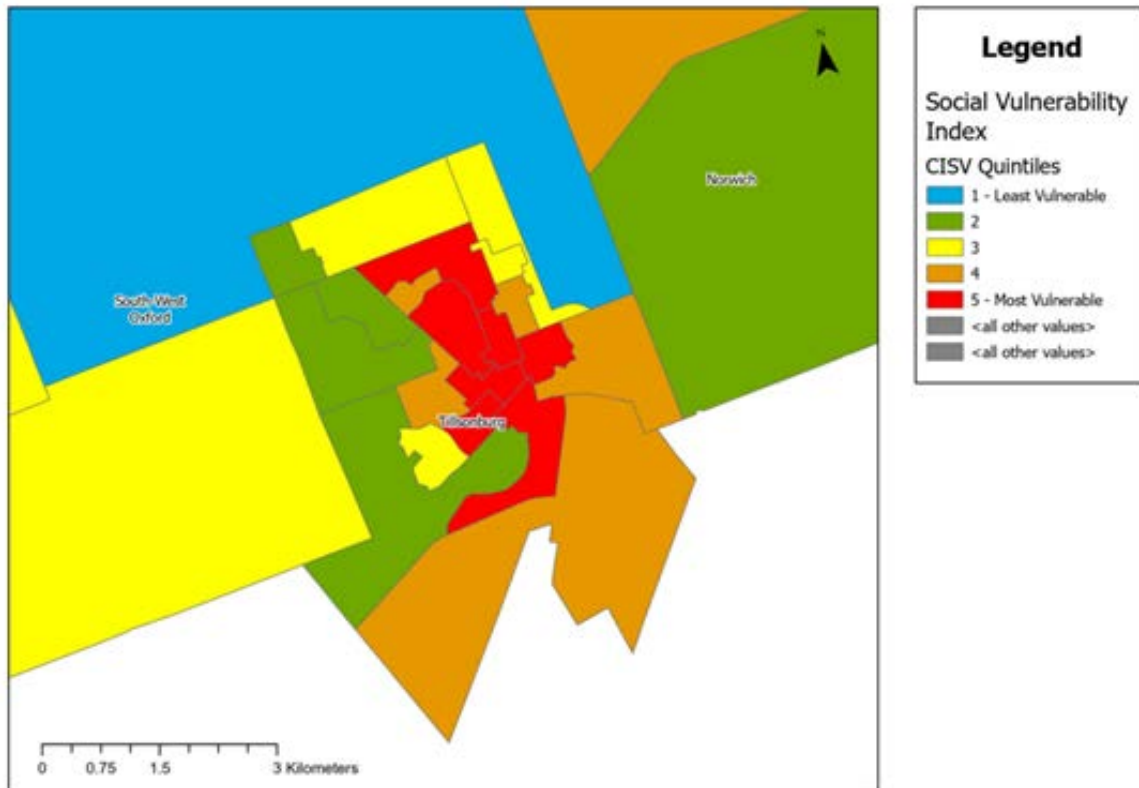 N
Norwich
South-West
Oxford
Tillsonburg
0 0.75 1.5 3 Kilometers
Legend
Social Vulnerability
Index
CISV Quintiles
1 - Least Vulnerable
2
3
4
5 - Most Vulnerable
<all other values>
<all other values>